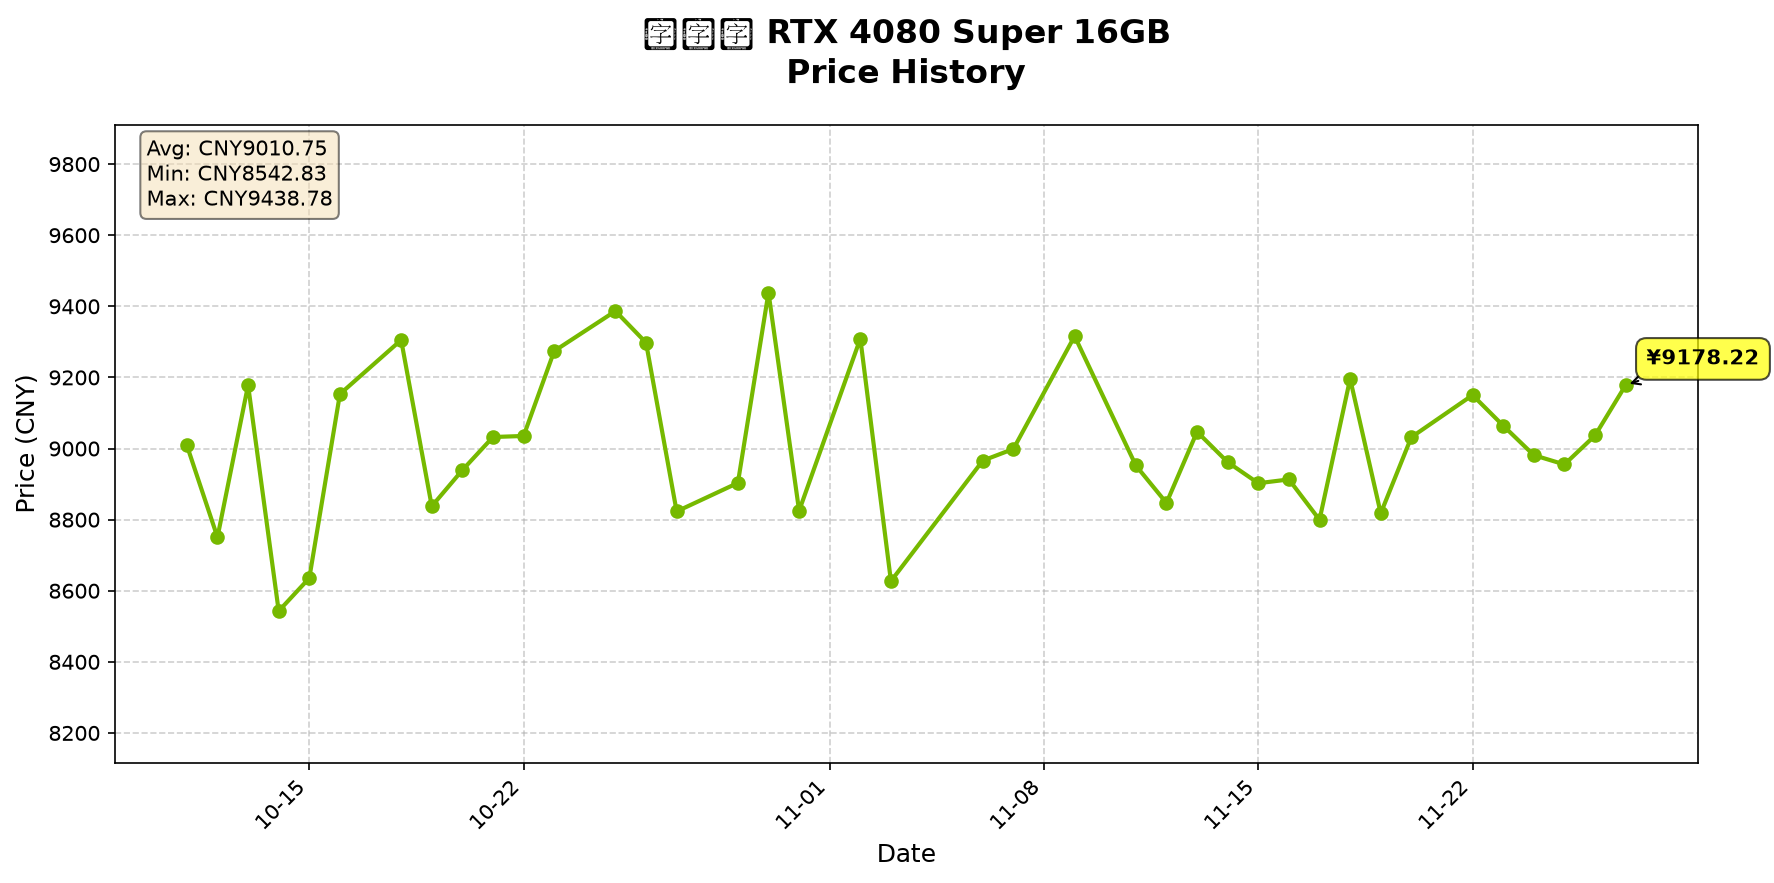 RTX 4080 Super 16GB
Price History
Avg: CNY9010.75
Min: CNY8542.83
Max: CNY9438.78
9800
9600
9400
9200
9000
8800
8600
8400
8200
Price (CNY)
¥9178.22
10-15
10-22
11-01
11-08
11-15
11-22
Date